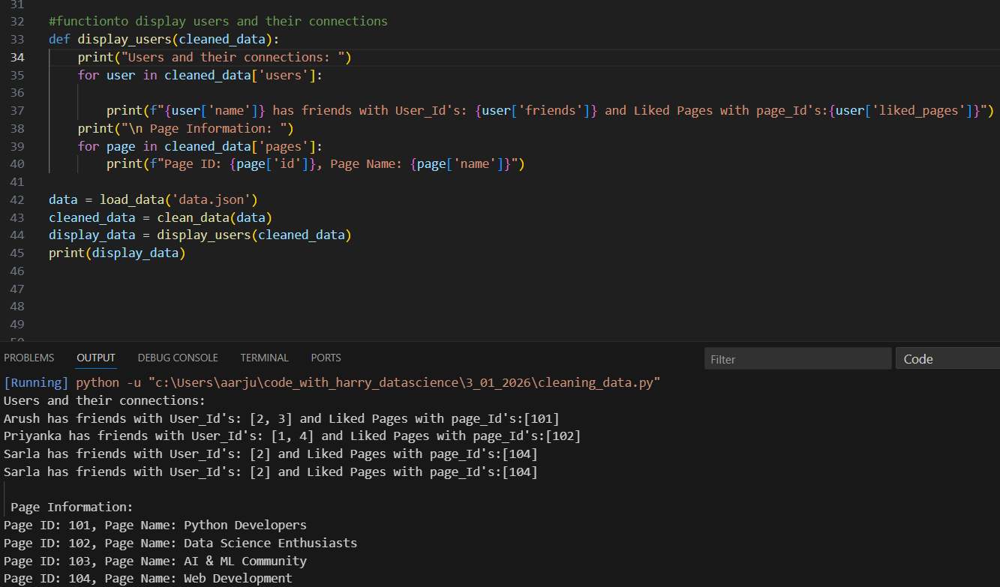 31
32 #functionto display users and their connections
33 def display_users(cleaned_data):
34     print("Users and their connections: ")
35     for user in cleaned_data['users']:
36
37         print(f"{user['name']} has friends with User_Id's: {user['friends']} and Liked Pages with page_Id's:{user['liked_pages']}")
38     print("\n Page Information: ")
39     for page in cleaned_data['pages']:
40         print(f"Page ID: {page['id']}, Page Name: {page['name']}")
41
42 data = load_data('data.json')
43 cleaned_data = clean_data(data)
44 display_data = display_users(cleaned_data)
45 print(display_data)
46
47
48
49
50
PROBLEMS OUTPUT DEBUG CONSOLE TERMINAL PORTS Filter Code
[Running] python -u "c:\Users\aarju\code_with_harry_datascience\3_01_2026\cleaning_data.py"
Users and their connections:
Arush has friends with User_Id's: [2, 3] and Liked Pages with page_Id's:[101]
Priyanka has friends with User_Id's: [1, 4] and Liked Pages with page_Id's:[102]
Sarla has friends with User_Id's: [2] and Liked Pages with page_Id's:[104]
Sarla has friends with User_Id's: [2] and Liked Pages with page_Id's:[104]
 Page Information:
Page ID: 101, Page Name: Python Developers
Page ID: 102, Page Name: Data Science Enthusiasts
Page ID: 103, Page Name: AI & ML Community
Page ID: 104, Page Name: Web Development